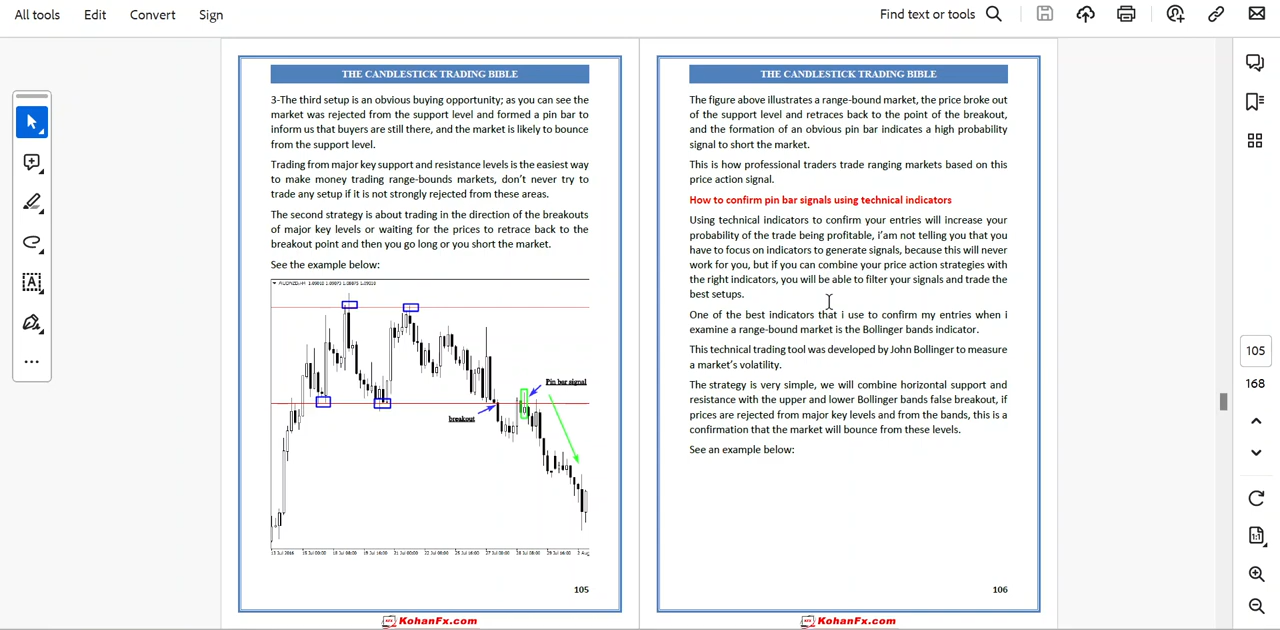 All tools Edit Convert Sign Find text or tools
THE CANDLESTICK TRADING BIBLE
3-The third setup is an obvious buying opportunity; as you can see the
market was rejected from the support level and formed a pin bar to
inform us that buyers are still there, and the market is likely to bounce
from the support level.
Trading from major key support and resistance levels is the easiest way
to make money trading range-bounds markets, don't never try to
trade any setup if it is not strongly rejected from these areas.
The second strategy is about trading in the direction of the breakouts
of major key levels or waiting for the prices to retrace back to the
breakout point and then you go long or you short the market.
See the example below:
Pin bar signal
breakout
105
KohanFx.com
THE CANDLESTICK TRADING BIBLE
The figure above illustrates a range-bound market, the price broke out
of the support level and retraces back to the point of the breakout,
and the formation of an obvious pin bar indicates a high probability
signal to short the market.
This is how professional traders trade ranging markets based on this
price action signal.
How to confirm pin bar signals using technical indicators
Using technical indicators to confirm your entries will increase your
probability of the trade being profitable, i'am not telling you that you
have to focus on indicators to generate signals, because this will never
work for you, but if you can combine your price action strategies with
the right indicators, you will be able to filter your signals and trade the
best setups.
One of the best indicators that i use to confirm my entries when i
examine a range-bound market is the Bollinger bands indicator.
This technical trading tool was developed by John Bollinger to measure
a market's volatility.
The strategy is very simple, we will combine horizontal support and
resistance with the upper and lower Bollinger bands false breakout, if
prices are rejected from major key levels and from the bands, this is a
confirmation that the market will bounce from these levels.
See an example below:
106
KohanFx.com
105
168